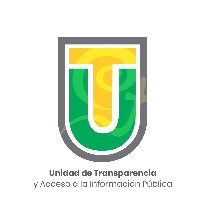 Unidad de Transparencia
y Acceso a la Información Pública